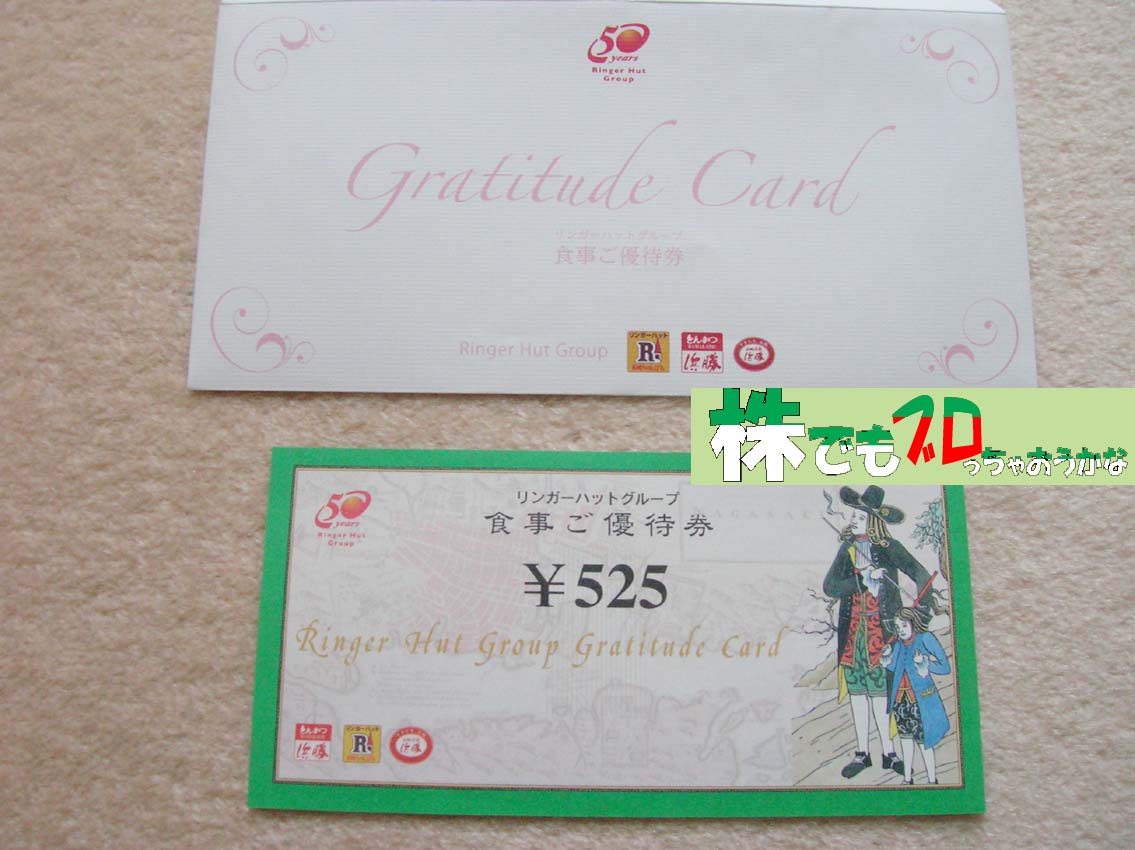 50
years
Ringer Hut
Group
Gratitude Card
リンガーハットグループ
食事ご優待券
Ringer Hut Group
リンガーハット
R
とんかつ
浜勝
浜勝
株でもブロっちゃおうかな
50
years
Ringer Hut
Group
リンガーハットグループ
食事ご優待券
NAGASAKI
￥525
Ringer Hut Group Gratitude Card
とんかつ
浜勝
リンガーハット
R
浜勝